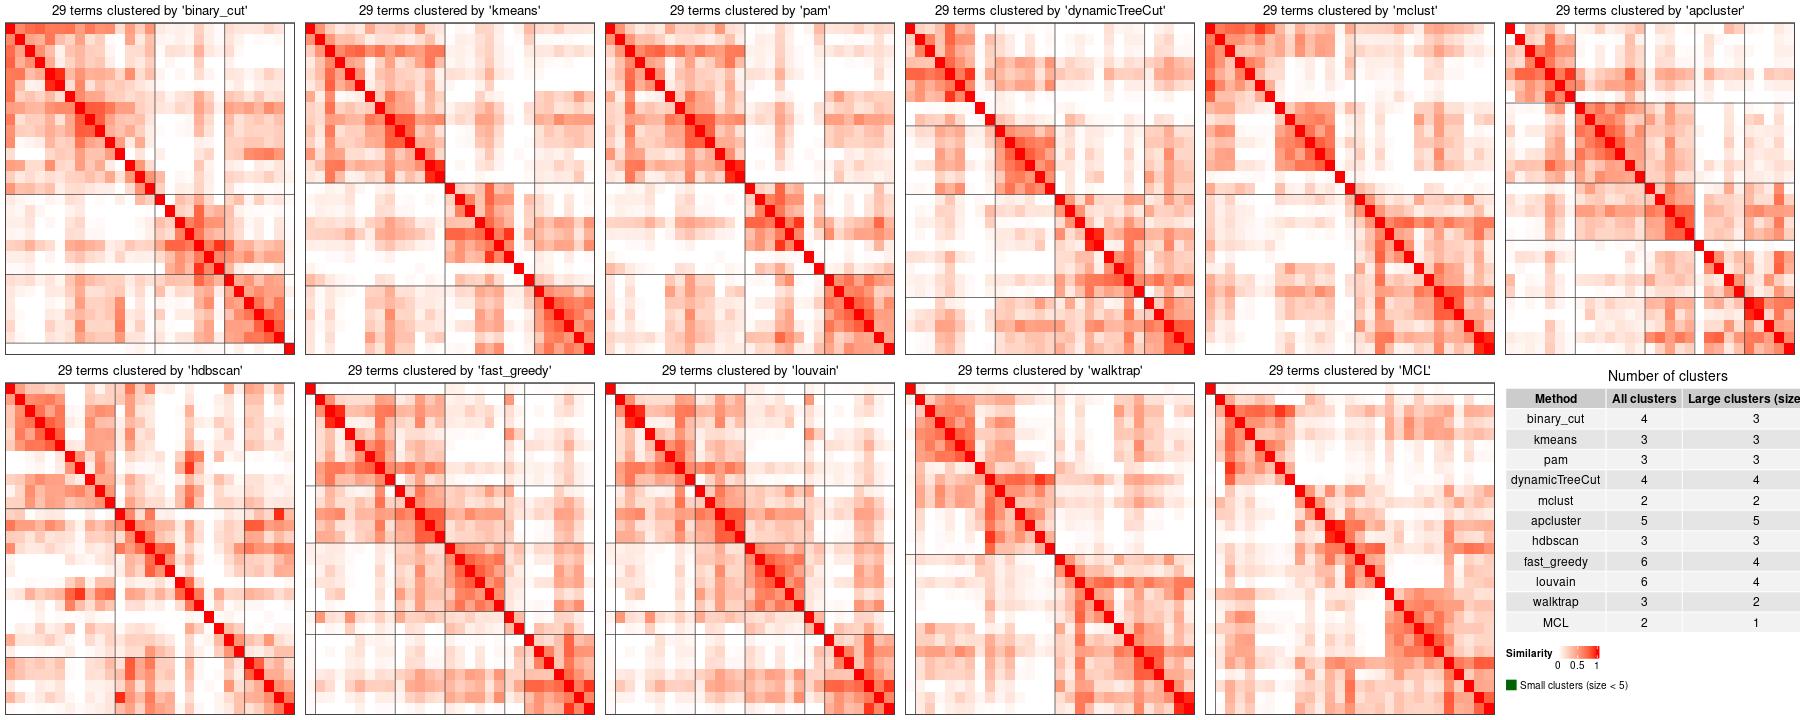 29 terms clustered by 'binary_cut'
29 terms clustered by 'kmeans'
29 terms clustered by 'pam'
29 terms clustered by 'dynamicTreeCut'
29 terms clustered by 'mclust'
29 terms clustered by 'apcluster'
29 terms clustered by 'hdbscan'
29 terms clustered by 'fast_greedy'
29 terms clustered by 'louvain'
29 terms clustered by 'walktrap'
29 terms clustered by 'MCL'
Number of clusters
Method All clusters Large clusters (size
binary_cut 4 3
kmeans 3 3
pam 3 3
dynamicTreeCut 4 4
mclust 2 2
apcluster 5 5
hdbscan 3 3
fast_greedy 6 4
louvain 6 4
walktrap 3 2
MCL 2 1
Similarity
0 0.5 1
Small clusters (size < 5)